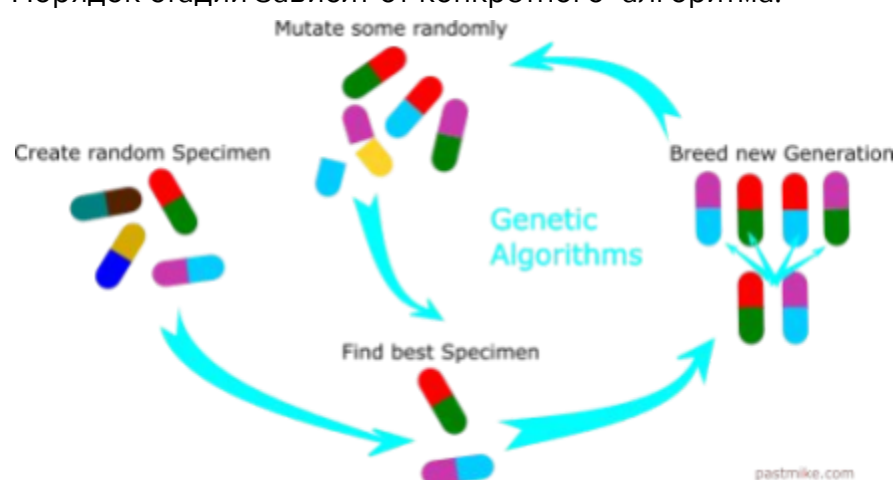 Порядок стадий зависит от конкретного алгоритма.
Mutate some randomly
Create random Specimen
Breed new Generation
Genetic
Algorithms
Find best Specimen
pastmike.com